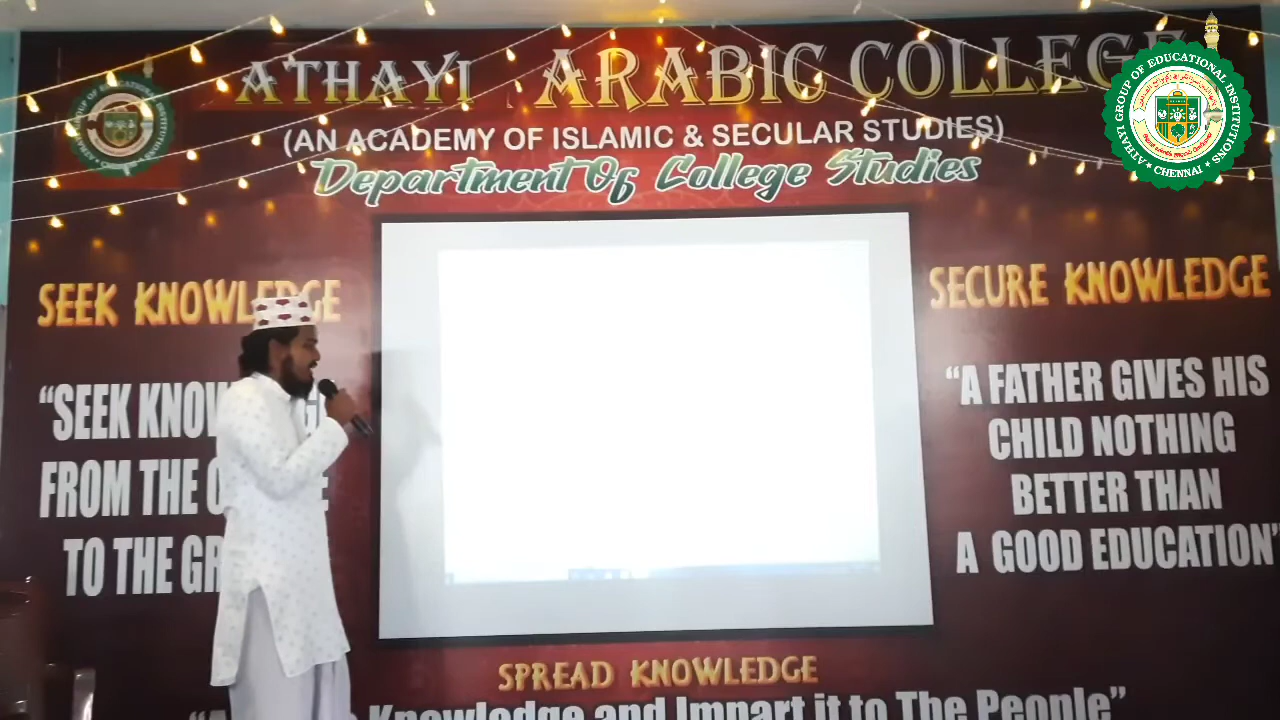 ATHAYI ARABIC COLLEGE
(AN ACADEMY OF ISLAMIC & SECULAR STUDIES)
Department Of College Studies
ATHAYI GROUP OF EDUCATIONAL INSTITUTIONS
CHENNAI
SEEK KNOWLEDGE
"SEEK KNOW
FROM THE
TO THE GR
SECURE KNOWLEDGE
"A FATHER GIVES HIS
CHILD NOTHING
BETTER THAN
A GOOD EDUCATION"
SPREAD KNOWLEDGE
Knowledge and Impart it to The People"